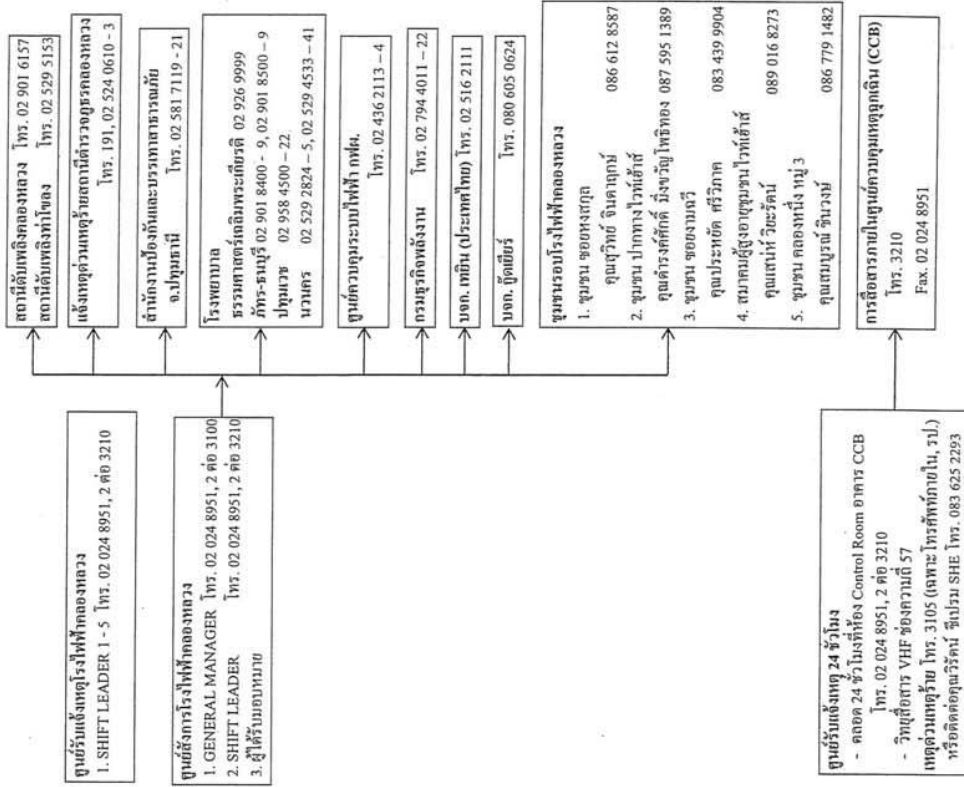 ศูนย์รับแจ้งเหตุโรงไฟฟ้าคลองหลวง
1. SHIFT LEADER 1 - 5 โทร. 02 024 8951, 2 ต่อ 3210
ศูนย์สั่งการโรงไฟฟ้าคลองหลวง
1. GENERAL MANAGER โทร. 02 024 8951, 2 ต่อ 3100
2. SHIFT LEADER โทร. 02 024 8951, 2 ต่อ 3210
3. ผู้ได้รับมอบหมาย
สถานีดับเพลิงคลองหลวง โทร. 02 901 6157
สถานีดับเพลิงท่าโขลง โทร. 02 529 5153
แจ้งเหตุด่วนเหตุร้ายสถานีตำรวจภูธรคลองหลวง
โทร. 191, 02 524 0610 - 3
สำนักงานป้องกันและบรรเทาสาธารณภัย
จ.ปทุมธานี โทร. 02 581 7119 - 21
โรงพยาบาล
ธรรมศาสตร์เฉลิมพระเกียรติ 02 926 9999
ภัทร-ธนบุรี 02 901 8400 - 9, 02 901 8500 – 9
ปทุมเวช 02 958 4500 – 22
นวนคร 02 529 2824 – 5, 02 529 4533 – 41
ศูนย์ควบคุมระบบไฟฟ้า กฟผ.
โทร. 02 436 2113 – 4
กรมธุรกิจพลังงาน โทร. 02 794 4011 – 22
บจก. เทยิน (ประเทศไทย) โทร. 02 516 2111
บจก. กู๊ดเยียร์ โทร. 080 605 0624
ชุมชนรอบโรงไฟฟ้าคลองหลวง
1. ชุมชน ซอยหงสกุล
คุณสุวิทย์ จินดาฤกษ์ 086 612 8587
2. ชุมชน ปากทางไวท์เฮ้าส์
คุณดำรงค์ศักดิ์ มิ่งขวัญโพธิทอง 087 595 1389
3. ชุมชน ซอยงามฉวี
คุณประหยัด ศรีวิภาค 083 439 9904
4. สมาคมผู้สูงอายุชุมชนไวท์เฮ้าส์
คุณเสน่ห์ วิยะรัตน์ 089 016 8273
5. ชุมชน คลองหนึ่ง หมู่3
คุณสมบูรณ์ ชินวงษ์ 086 779 1482
ศูนย์รับแจ้งเหตุ 24 ชั่วโมง
- ตลอด 24 ชั่วโมงที่ห้อง Control Room อาคาร CCB
โทร. 02 024 8951, 2 ต่อ 3210
- วิทยุสื่อสาร VHF ช่องความถี่ 57
เหตุด่วนเหตุร้าย โทร. 3105 (เฉพาะโทรศัพท์ภายใน, รป.)
หรือติดต่อคุณวิรัตน์ ชีเปรม SHE โทร. 083 625 2293
การสื่อสารภายในศูนย์ควบคุมเหตุฉุกเฉิน (CCB)
โทร. 3210
Fax. 02 024 8951